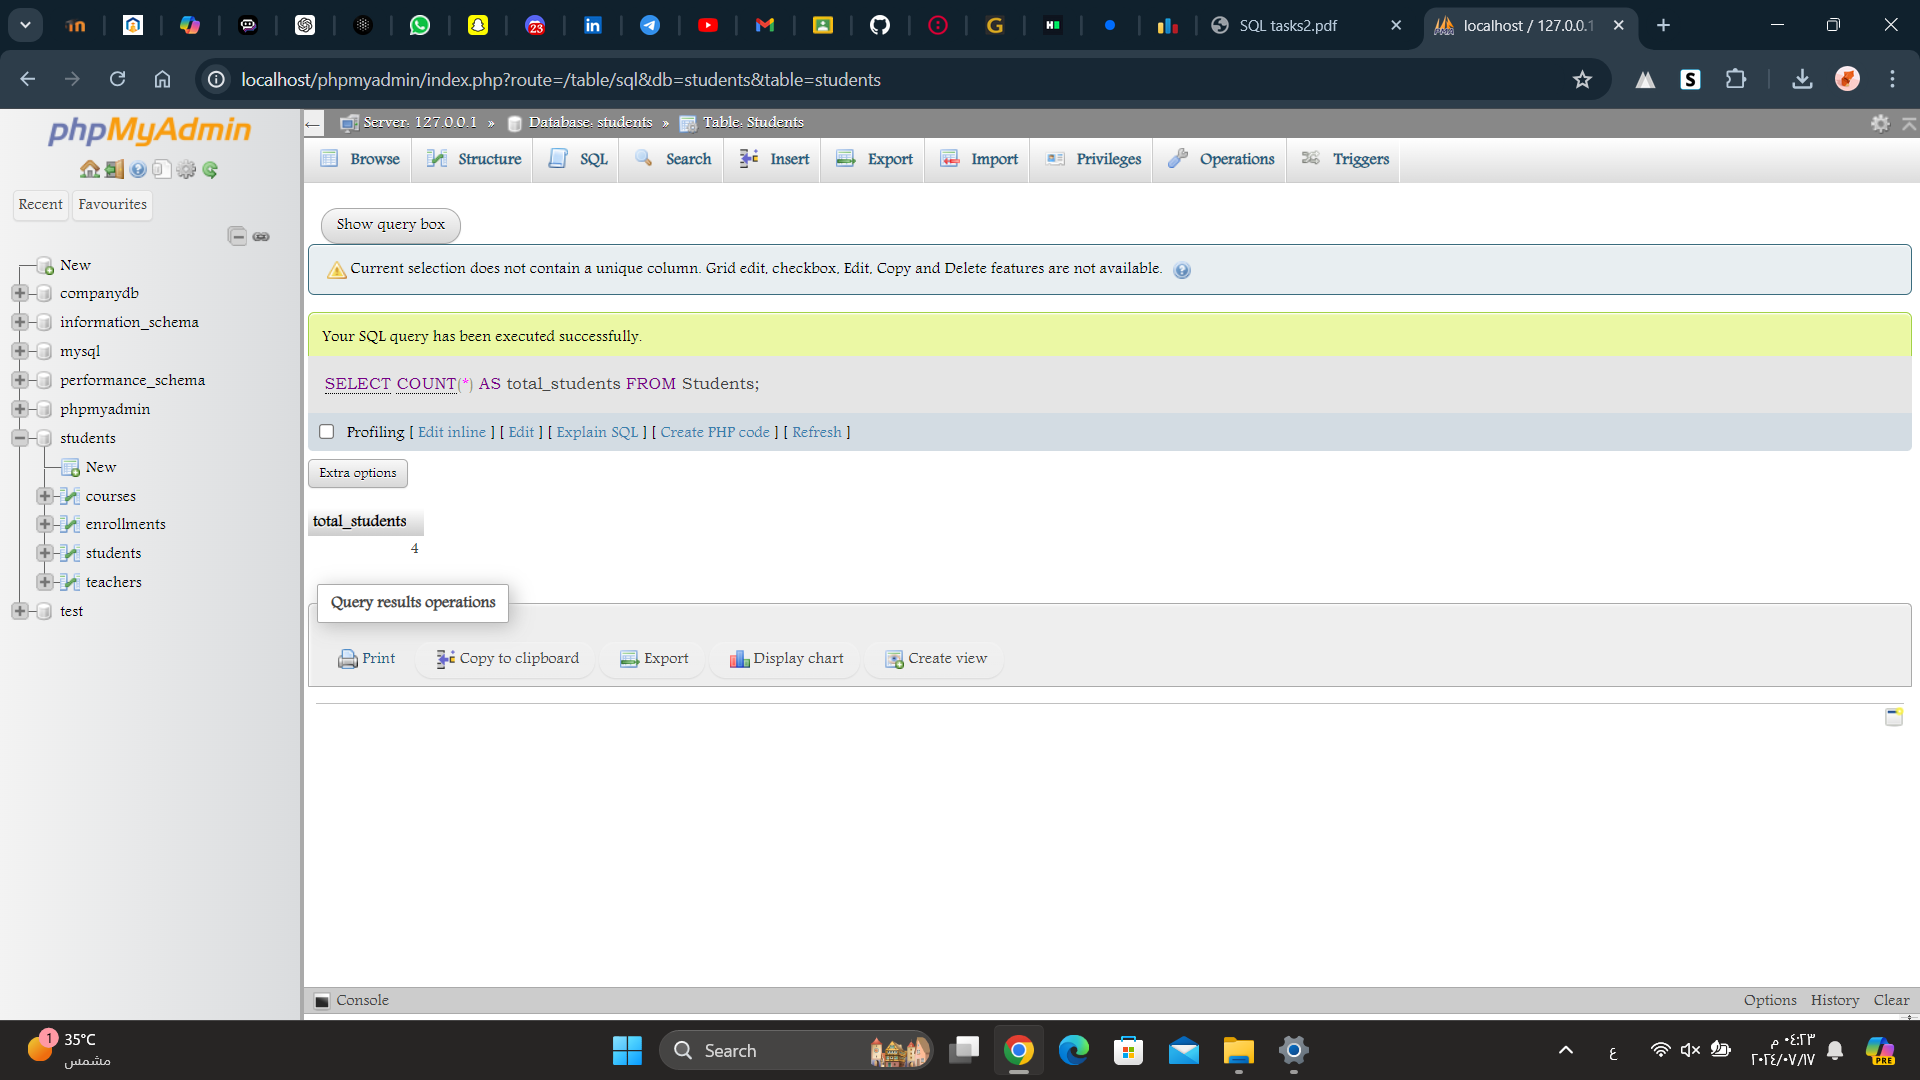 23
SQL tasks2.pdf
localhost / 127.0.0.1
localhost/phpmyadmin/index.php?route=/table/sql&db=students&table=students
phpMyAdmin
Recent
Favourites
New
companydb
information_schema
mysql
performance_schema
phpmyadmin
students
New
courses
enrollments
students
teachers
test
Server: 127.0.0.1 » Database: students » Table: Students
Browse
Structure
SQL
Search
Insert
Export
Import
Privileges
Operations
Triggers
Show query box
Current selection does not contain a unique column. Grid edit, checkbox, Edit, Copy and Delete features are not available.
Your SQL query has been executed successfully.
SELECT COUNT(*) AS total_students FROM Students;
Profiling [ Edit inline ] [ Edit ] [ Explain SQL ] [ Create PHP code ] [ Refresh ]
Extra options
total_students
4
Query results operations
Print
Copy to clipboard
Export
Display chart
Create view
Console
Options
History
Clear
1
35°C
مشمس
Search
ع
٠٤:٢٣ م
٢٠٢٤/٠٧/١٧
PRE